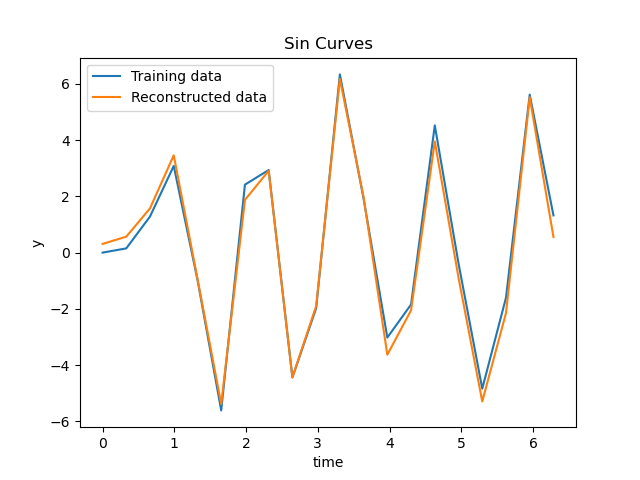 Sin Curves
Training data
Reconstructed data
6
4
2
0
−2
−4
−6
y
0 1 2 3 4 5 6
time